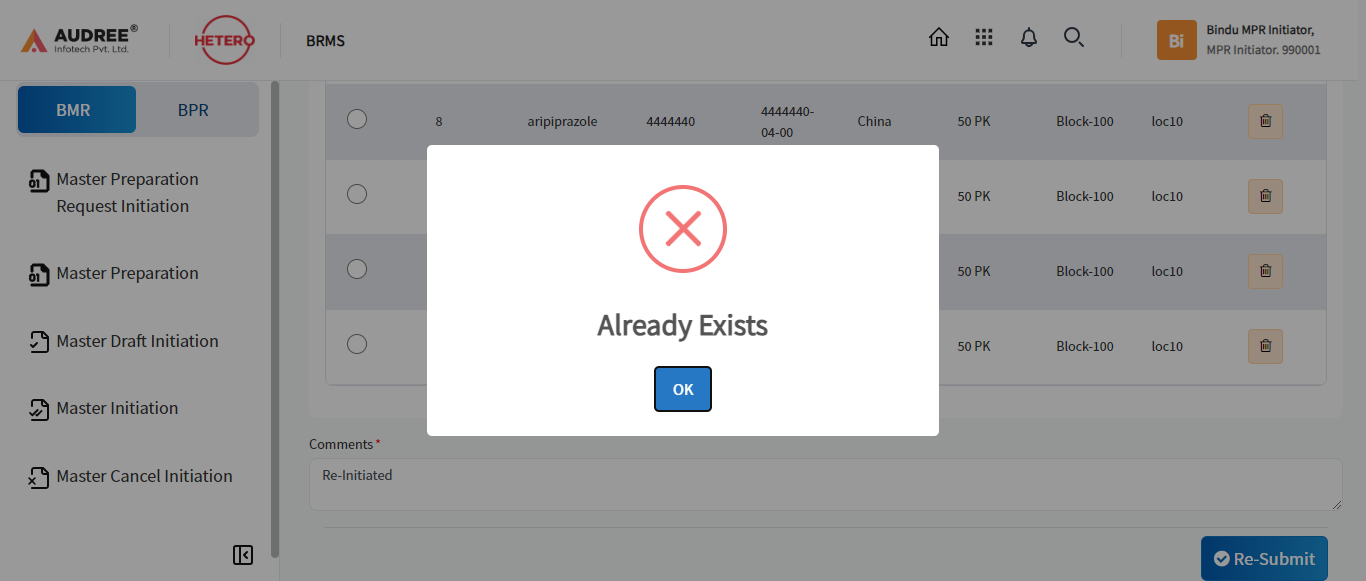 AUDREE®
Infotech Pvt. Ltd.
HETERO
BRMS
Bi
Bindu MPR Initiator,
MPR Initiator. 990001
BMR
BPR
Master Preparation
Request Initiation
Master Preparation
Master Draft Initiation
Master Initiation
Master Cancel Initiation
8 aripiprazole 4444440 4444440-
04-00 China 50 PK Block-100 loc10
50 PK Block-100 loc10
50 PK Block-100 loc10
50 PK Block-100 loc10
Already Exists
OK
Comments *
Re-Initiated
Re-Submit